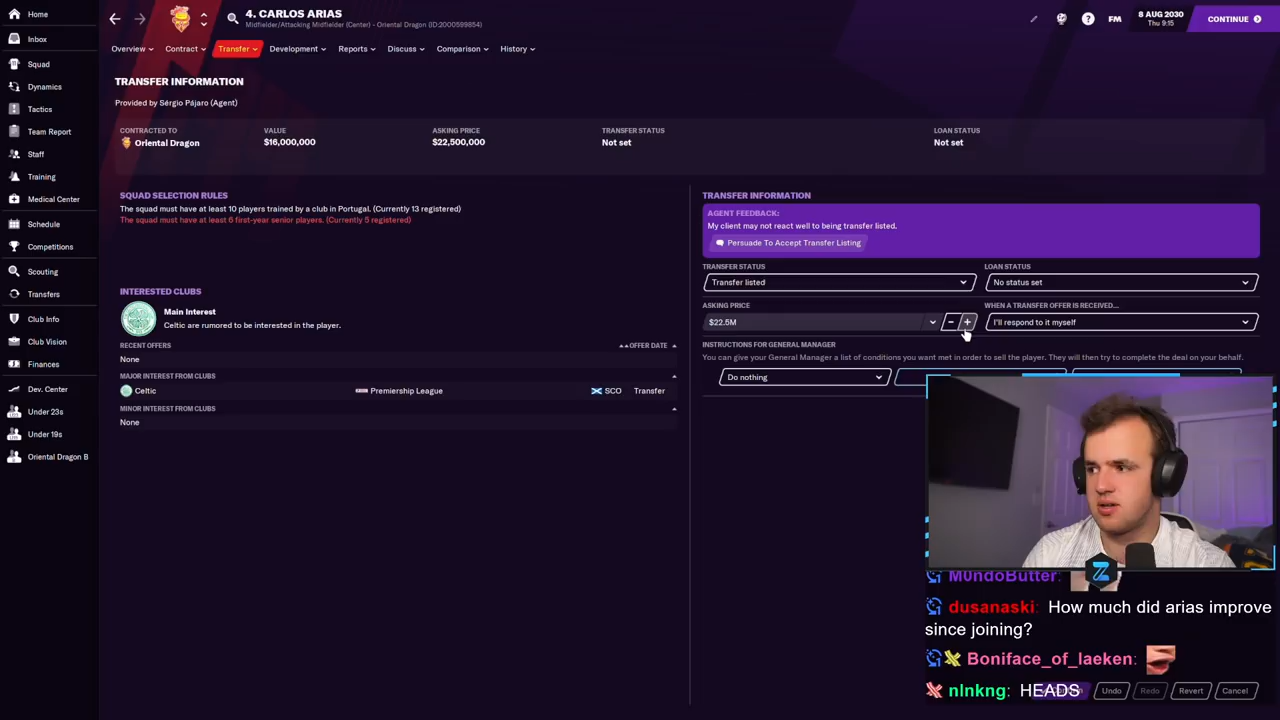 Home
Inbox
Squad
Dynamics
Tactics
Team Report
Staff
Training
Medical Center
Schedule
Competitions
Scouting
Transfers
Club Info
Club Vision
Finances
Dev. Center
Under 23s
Under 19s
Oriental Dragon B
4. CARLOS ARIAS
Midfielder/Attacking Midfielder (Center) - Oriental Dragon (ID:2000599854)
FM
8 AUG 2030
Thu 9:15
CONTINUE
Overview Contract Transfer Development Reports Discuss Comparison History
TRANSFER INFORMATION
Provided by Sérgio Pájaro (Agent)
CONTRACTED TO VALUE ASKING PRICE TRANSFER STATUS LOAN STATUS
Oriental Dragon $16,000,000 $22,500,000 Not set Not set
SQUAD SELECTION RULES
The squad must have at least 10 players trained by a club in Portugal. (Currently 13 registered)
The squad must have at least 6 first-year senior players. (Currently 5 registered)
INTERESTED CLUBS
Main Interest
Celtic are rumored to be interested in the player.
RECENT OFFERS OFFER DATE
None
MAJOR INTEREST FROM CLUBS
Celtic Premiership League SCO Transfer
MINOR INTEREST FROM CLUBS
None
TRANSFER INFORMATION
AGENT FEEDBACK:
My client may not react well to being transfer listed.
Persuade To Accept Transfer Listing
TRANSFER STATUS LOAN STATUS
Transfer listed No status set
ASKING PRICE WHEN A TRANSFER OFFER IS RECEIVED...
$22.5M - + I'll respond to it myself
INSTRUCTIONS FOR GENERAL MANAGER
You can give your General Manager a list of conditions you want met in order to sell the player. They will then try to complete the deal on your behalf.
Do nothing
M0ndoButter:
dusanaski: How much did arias improve
since joining?
Boniface_of_laeken:
nlnkng: HEADS
Undo Redo Revert Cancel